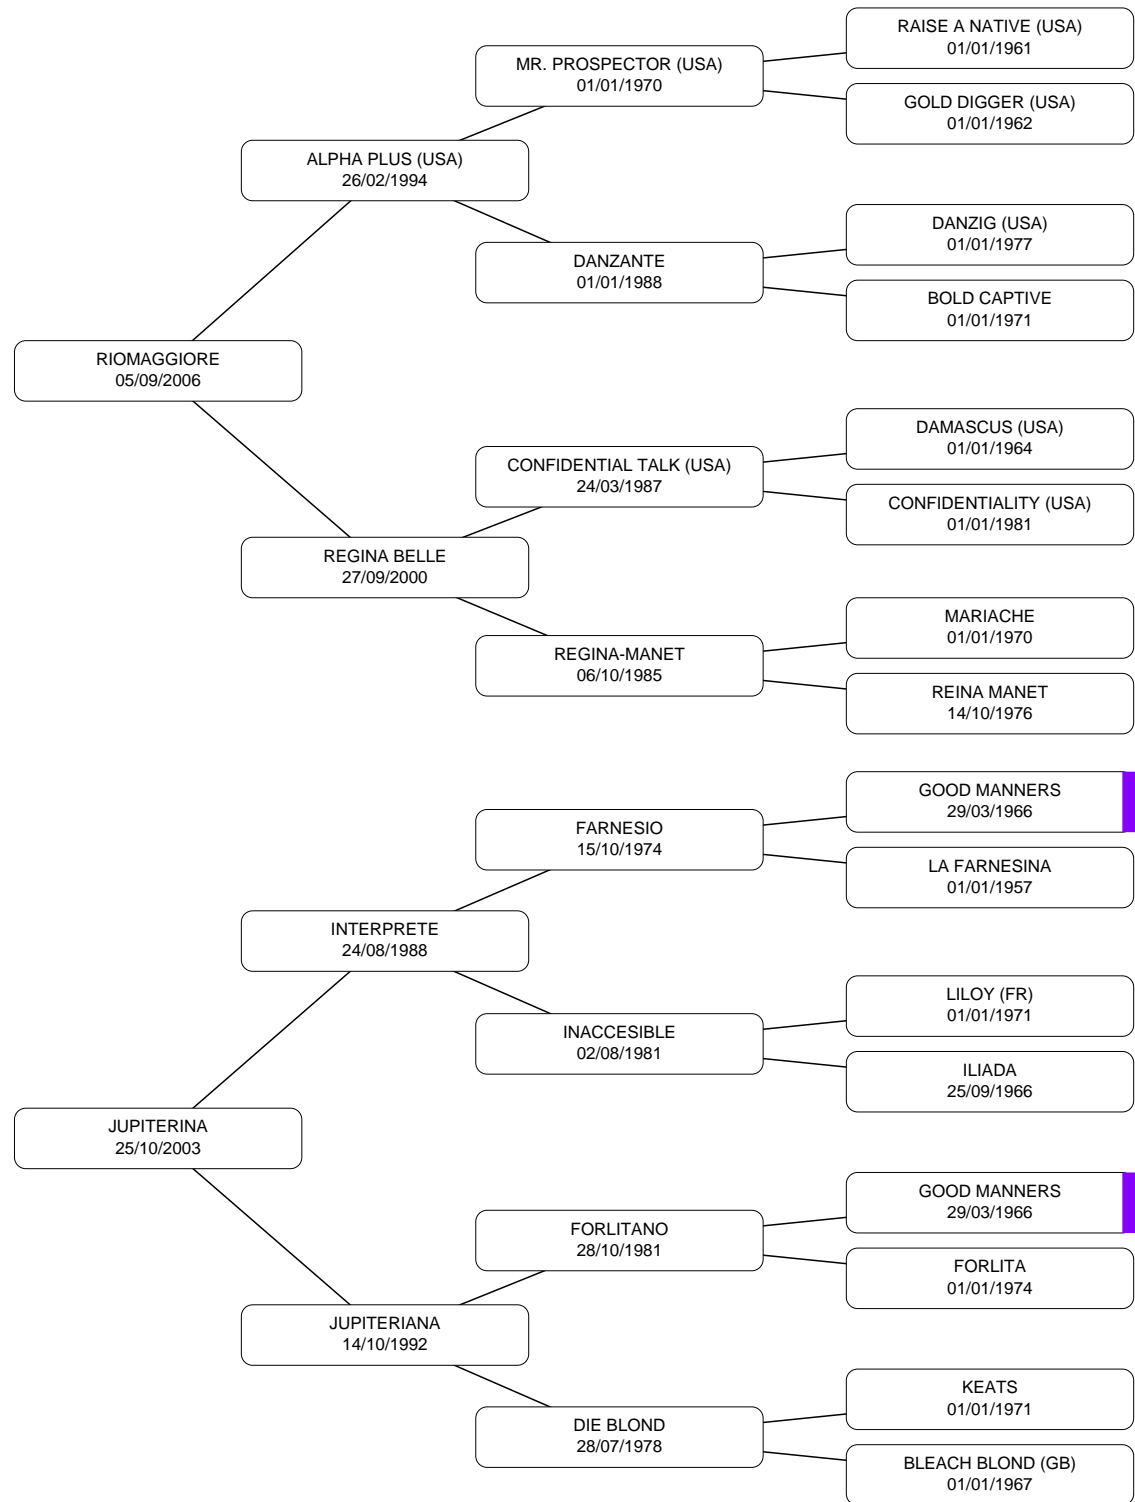 RAISE A NATIVE (USA)
01/01/1961
MR. PROSPECTOR (USA)
01/01/1970
GOLD DIGGER (USA)
01/01/1962
ALPHA PLUS (USA)
26/02/1994
DANZIG (USA)
01/01/1977
DANZANTE
01/01/1988
BOLD CAPTIVE
01/01/1971
RIOMAGGIORE
05/09/2006
DAMASCUS (USA)
01/01/1964
CONFIDENTIAL TALK (USA)
24/03/1987
CONFIDENTIALITY (USA)
01/01/1981
REGINA BELLE
27/09/2000
MARIACHE
01/01/1970
REGINA-MANET
06/10/1985
REINA MANET
14/10/1976
GOOD MANNERS
29/03/1966
FARNESIO
15/10/1974
LA FARNESINA
01/01/1957
INTERPRETE
24/08/1988
LILOY (FR)
01/01/1971
INACCESIBLE
02/08/1981
ILIADA
25/09/1966
JUPITERINA
25/10/2003
GOOD MANNERS
29/03/1966
FORLITANO
28/10/1981
FORLITA
01/01/1974
JUPITERIANA
14/10/1992
KEATS
01/01/1971
DIE BLOND
28/07/1978
BLEACH BLOND (GB)
01/01/1967